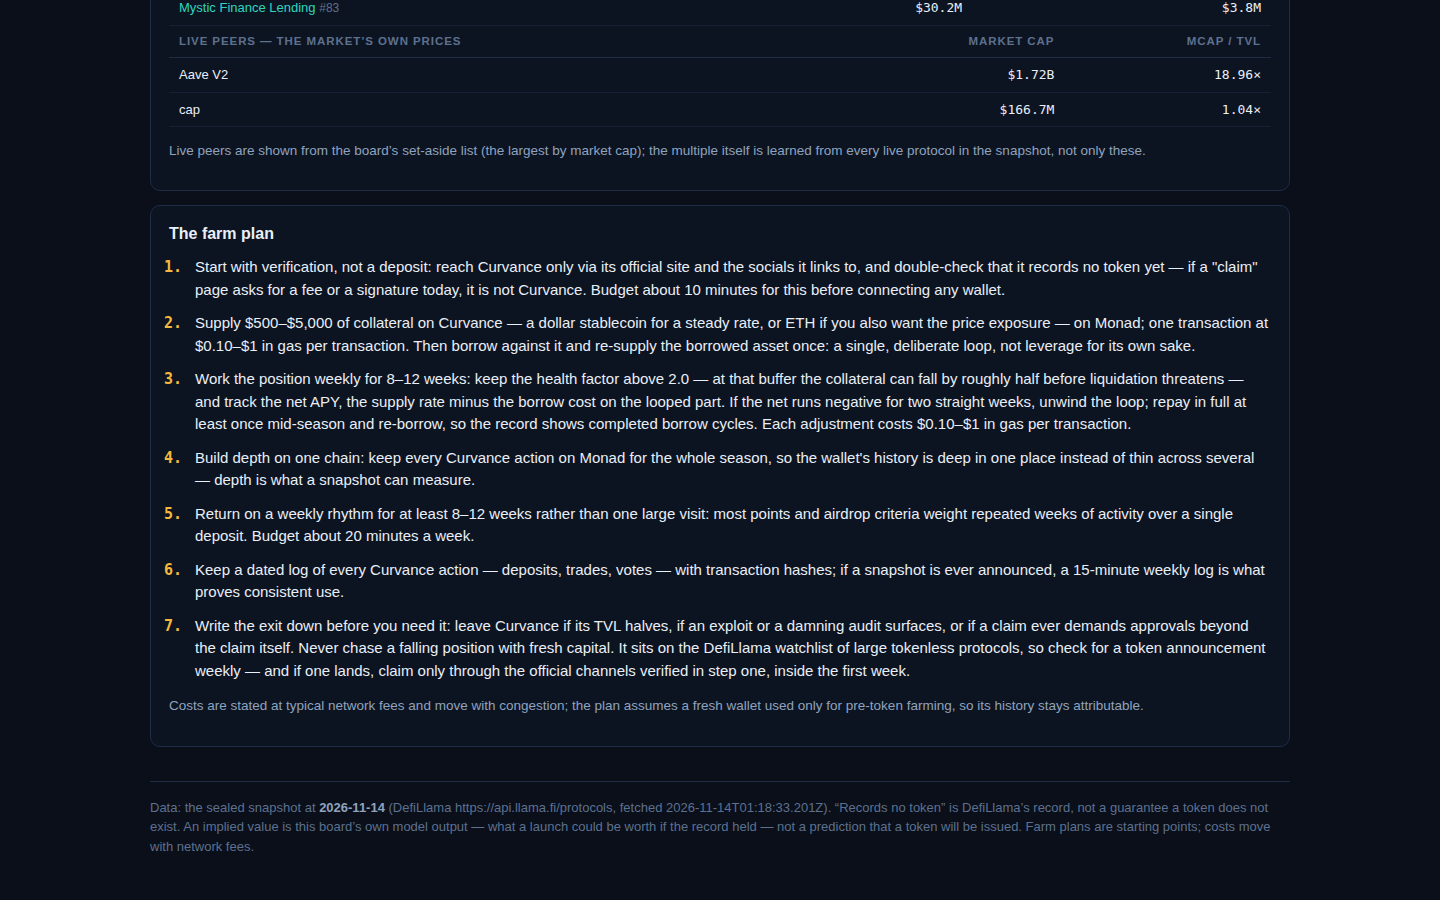 Mystic Finance Lending #83 $30.2M $3.8M
LIVE PEERS — THE MARKET'S OWN PRICES MARKET CAP MCAP / TVL
Aave V2 $1.72B 18.96×
cap $166.7M 1.04×
Live peers are shown from the board's set-aside list (the largest by market cap); the multiple itself is learned from every live protocol in the snapshot, not only these.
The farm plan
1. Start with verification, not a deposit: reach Curvance only via its official site and the socials it links to, and double-check that it records no token yet — if a "claim"
page asks for a fee or a signature today, it is not Curvance. Budget about 10 minutes for this before connecting any wallet.
2. Supply $500–$5,000 of collateral on Curvance — a dollar stablecoin for a steady rate, or ETH if you also want the price exposure — on Monad; one transaction at
$0.10–$1 in gas per transaction. Then borrow against it and re-supply the borrowed asset once: a single, deliberate loop, not leverage for its own sake.
3. Work the position weekly for 8–12 weeks: keep the health factor above 2.0 — at that buffer the collateral can fall by roughly half before liquidation threatens —
and track the net APY, the supply rate minus the borrow cost on the looped part. If the net runs negative for two straight weeks, unwind the loop; repay in full at
least once mid-season and re-borrow, so the record shows completed borrow cycles. Each adjustment costs $0.10–$1 in gas per transaction.
4. Build depth on one chain: keep every Curvance action on Monad for the whole season, so the wallet's history is deep in one place instead of thin across several
— depth is what a snapshot can measure.
5. Return on a weekly rhythm for at least 8–12 weeks rather than one large visit: most points and airdrop criteria weight repeated weeks of activity over a single
deposit. Budget about 20 minutes a week.
6. Keep a dated log of every Curvance action — deposits, trades, votes — with transaction hashes; if a snapshot is ever announced, a 15-minute weekly log is what
proves consistent use.
7. Write the exit down before you need it: leave Curvance if its TVL halves, if an exploit or a damning audit surfaces, or if a claim ever demands approvals beyond
the claim itself. Never chase a falling position with fresh capital. It sits on the DefiLlama watchlist of large tokenless protocols, so check for a token announcement
weekly — and if one lands, claim only through the official channels verified in step one, inside the first week.
Costs are stated at typical network fees and move with congestion; the plan assumes a fresh wallet used only for pre-token farming, so its history stays attributable.
Data: the sealed snapshot at 2026-11-14 (DefiLlama https://api.llama.fi/protocols, fetched 2026-11-14T01:18:33.201Z). “Records no token” is DefiLlama's record, not a guarantee a token does not
exist. An implied value is this board's own model output — what a launch could be worth if the record held — not a prediction that a token will be issued. Farm plans are starting points; costs move
with network fees.